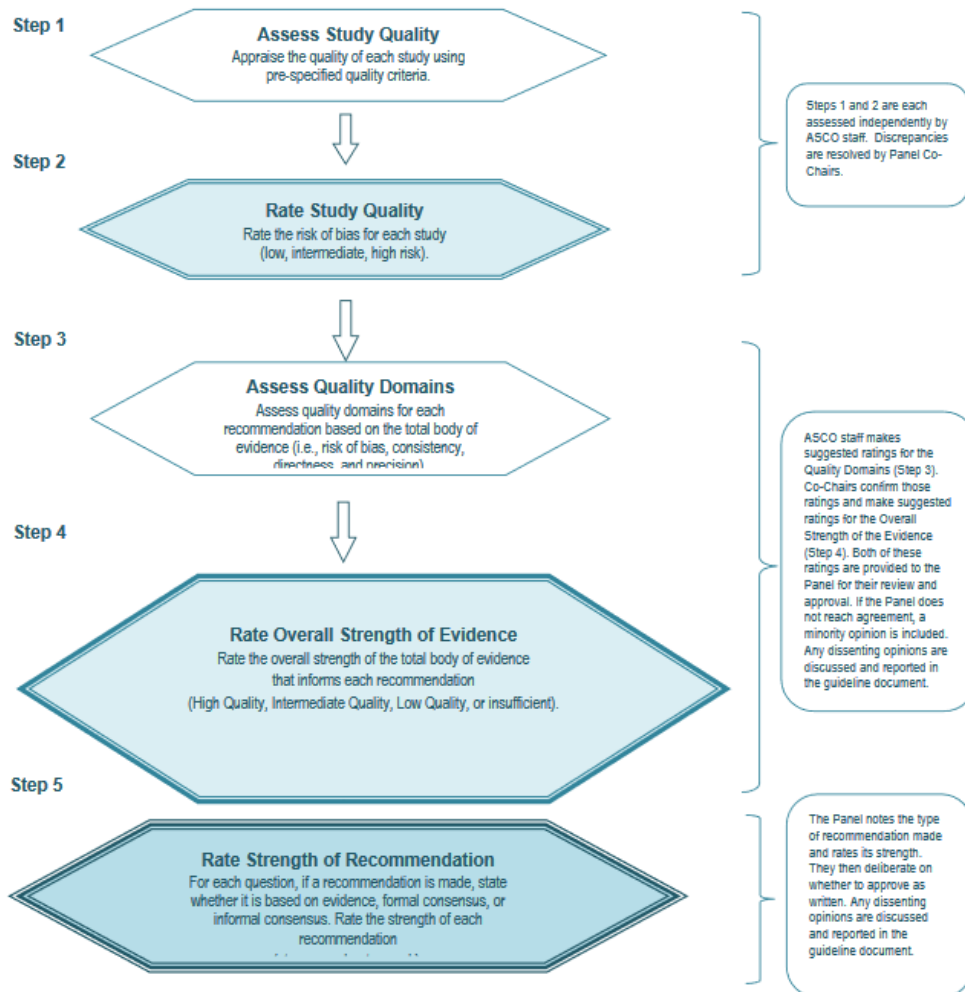 Step 1
Assess Study Quality
Appraise the quality of each study using
pre-specified quality criteria.
Steps 1 and 2 are each
assessed independently by
ASCO staff. Discrepancies
are resolved by Panel Co-
Chairs.
Step 2
Rate Study Quality
Rate the risk of bias for each study
(low, intermediate, high risk).
Step 3
Assess Quality Domains
Assess quality domains for each
recommendation based on the total body of
evidence (i.e., risk of bias, consistency,
directness, and precision)
ASCO staff makes
suggested ratings for the
Quality Domains (Step 3).
Co-Chairs confirm those
ratings and make suggested
ratings for the Overall
Strength of the Evidence
(Step 4). Both of these
ratings are provided to the
Panel for their review and
approval. If the Panel does
not reach agreement, a
minority opinion is included.
Any dissenting opinions are
discussed and reported in
the guideline document.
Step 4
Rate Overall Strength of Evidence
Rate the overall strength of the total body of evidence
that informs each recommendation
(High Quality, Intermediate Quality, Low Quality, or insufficient).
Step 5
Rate Strength of Recommendation
For each question, if a recommendation is made, state
whether it is based on evidence, formal consensus, or
informal consensus. Rate the strength of each
recommendation
The Panel notes the type
of recommendation made
and rates its strength.
They then deliberate on
whether to approve as
written. Any dissenting
opinions are discussed
and reported in the
guideline document.